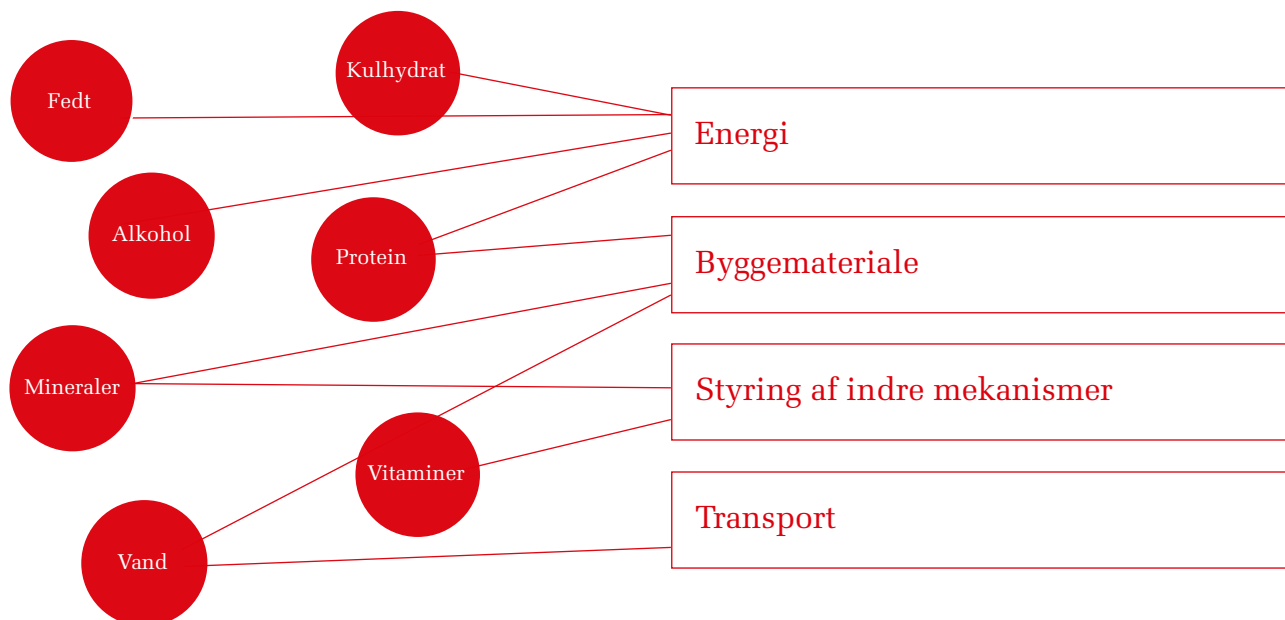 Kulhydrat
Fedt
Energi
Alkohol
Protein
Byggemateriale
Mineraler
Styring af indre mekanismer
Vitaminer
Transport
Vand